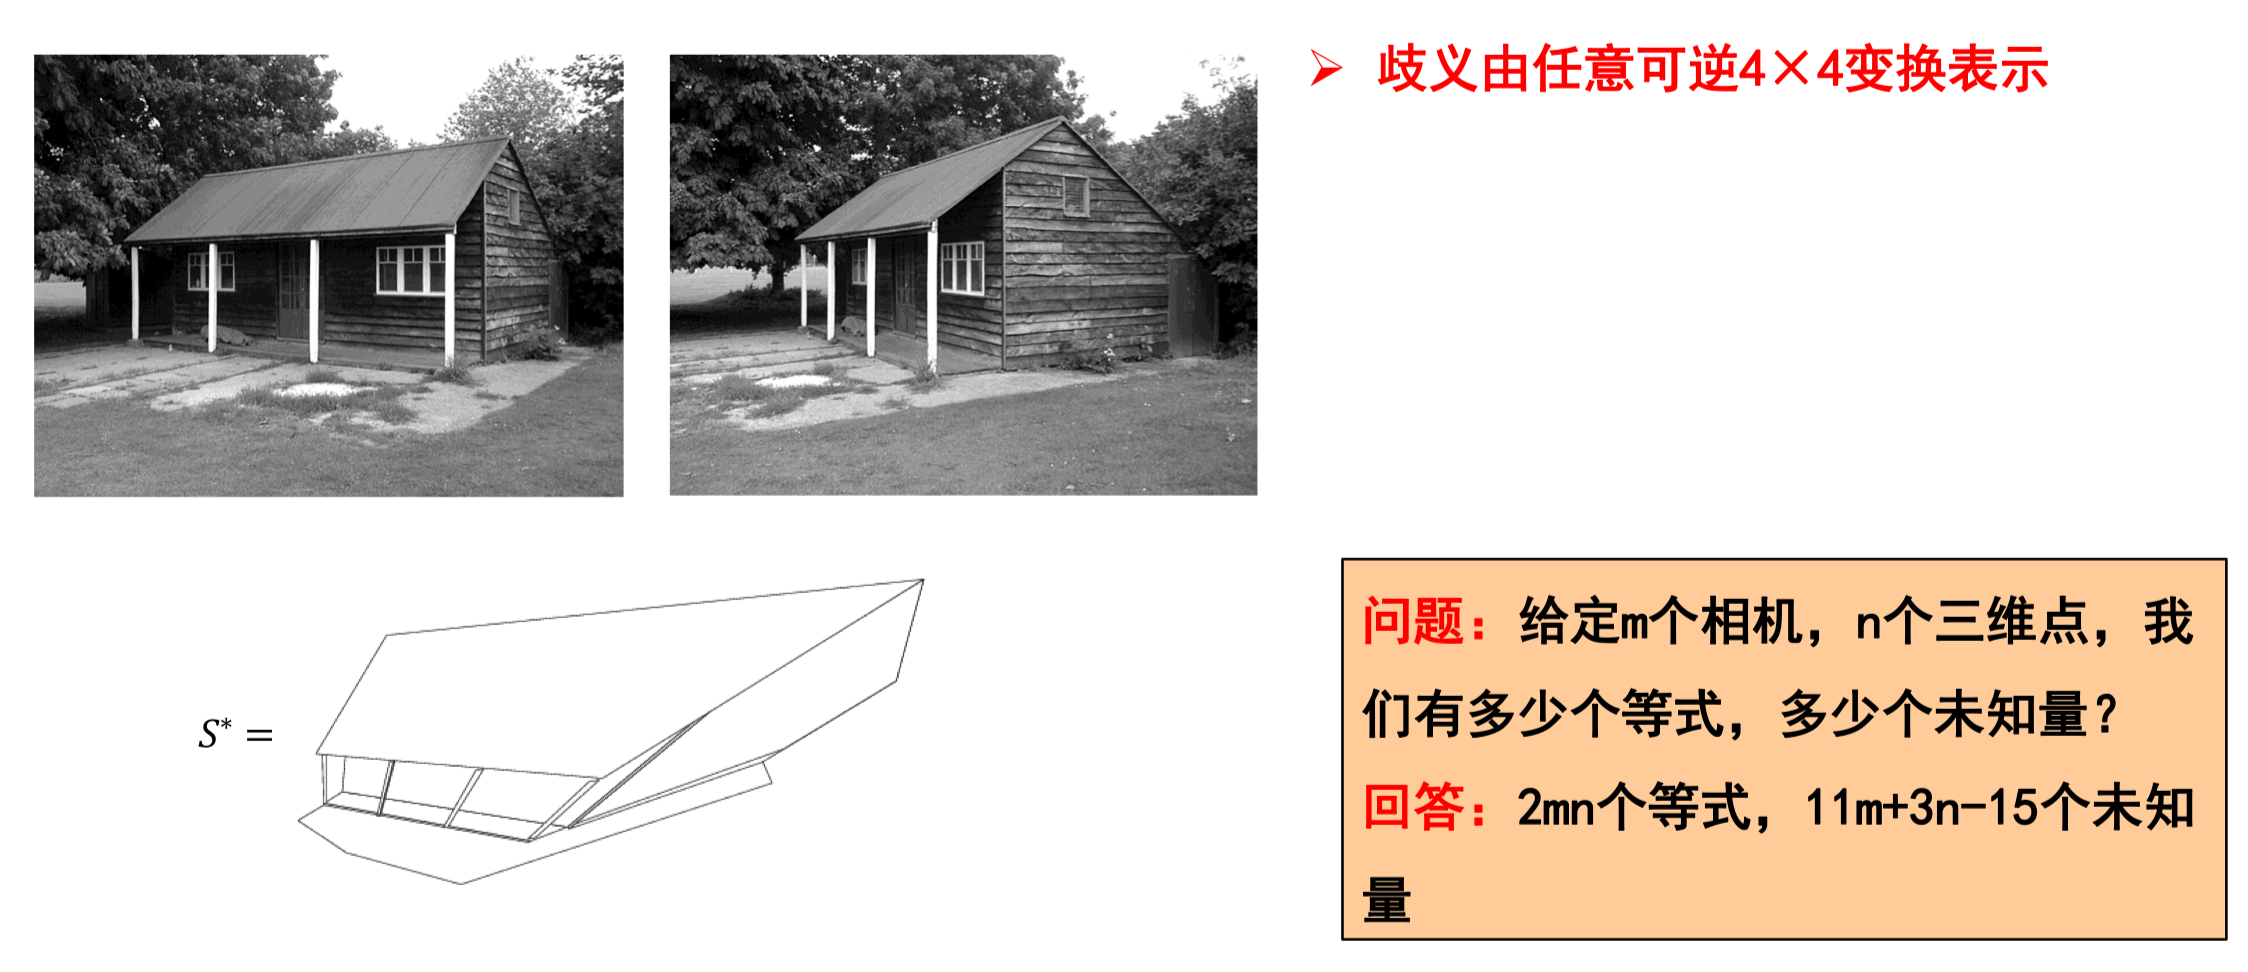 ➢ 歧义由任意可逆4×4变换表示
问题：给定m个相机，n个三维点，我
们有多少个等式，多少个未知量？
回答：2mn个等式，11m+3n-15个未知
量
S* =